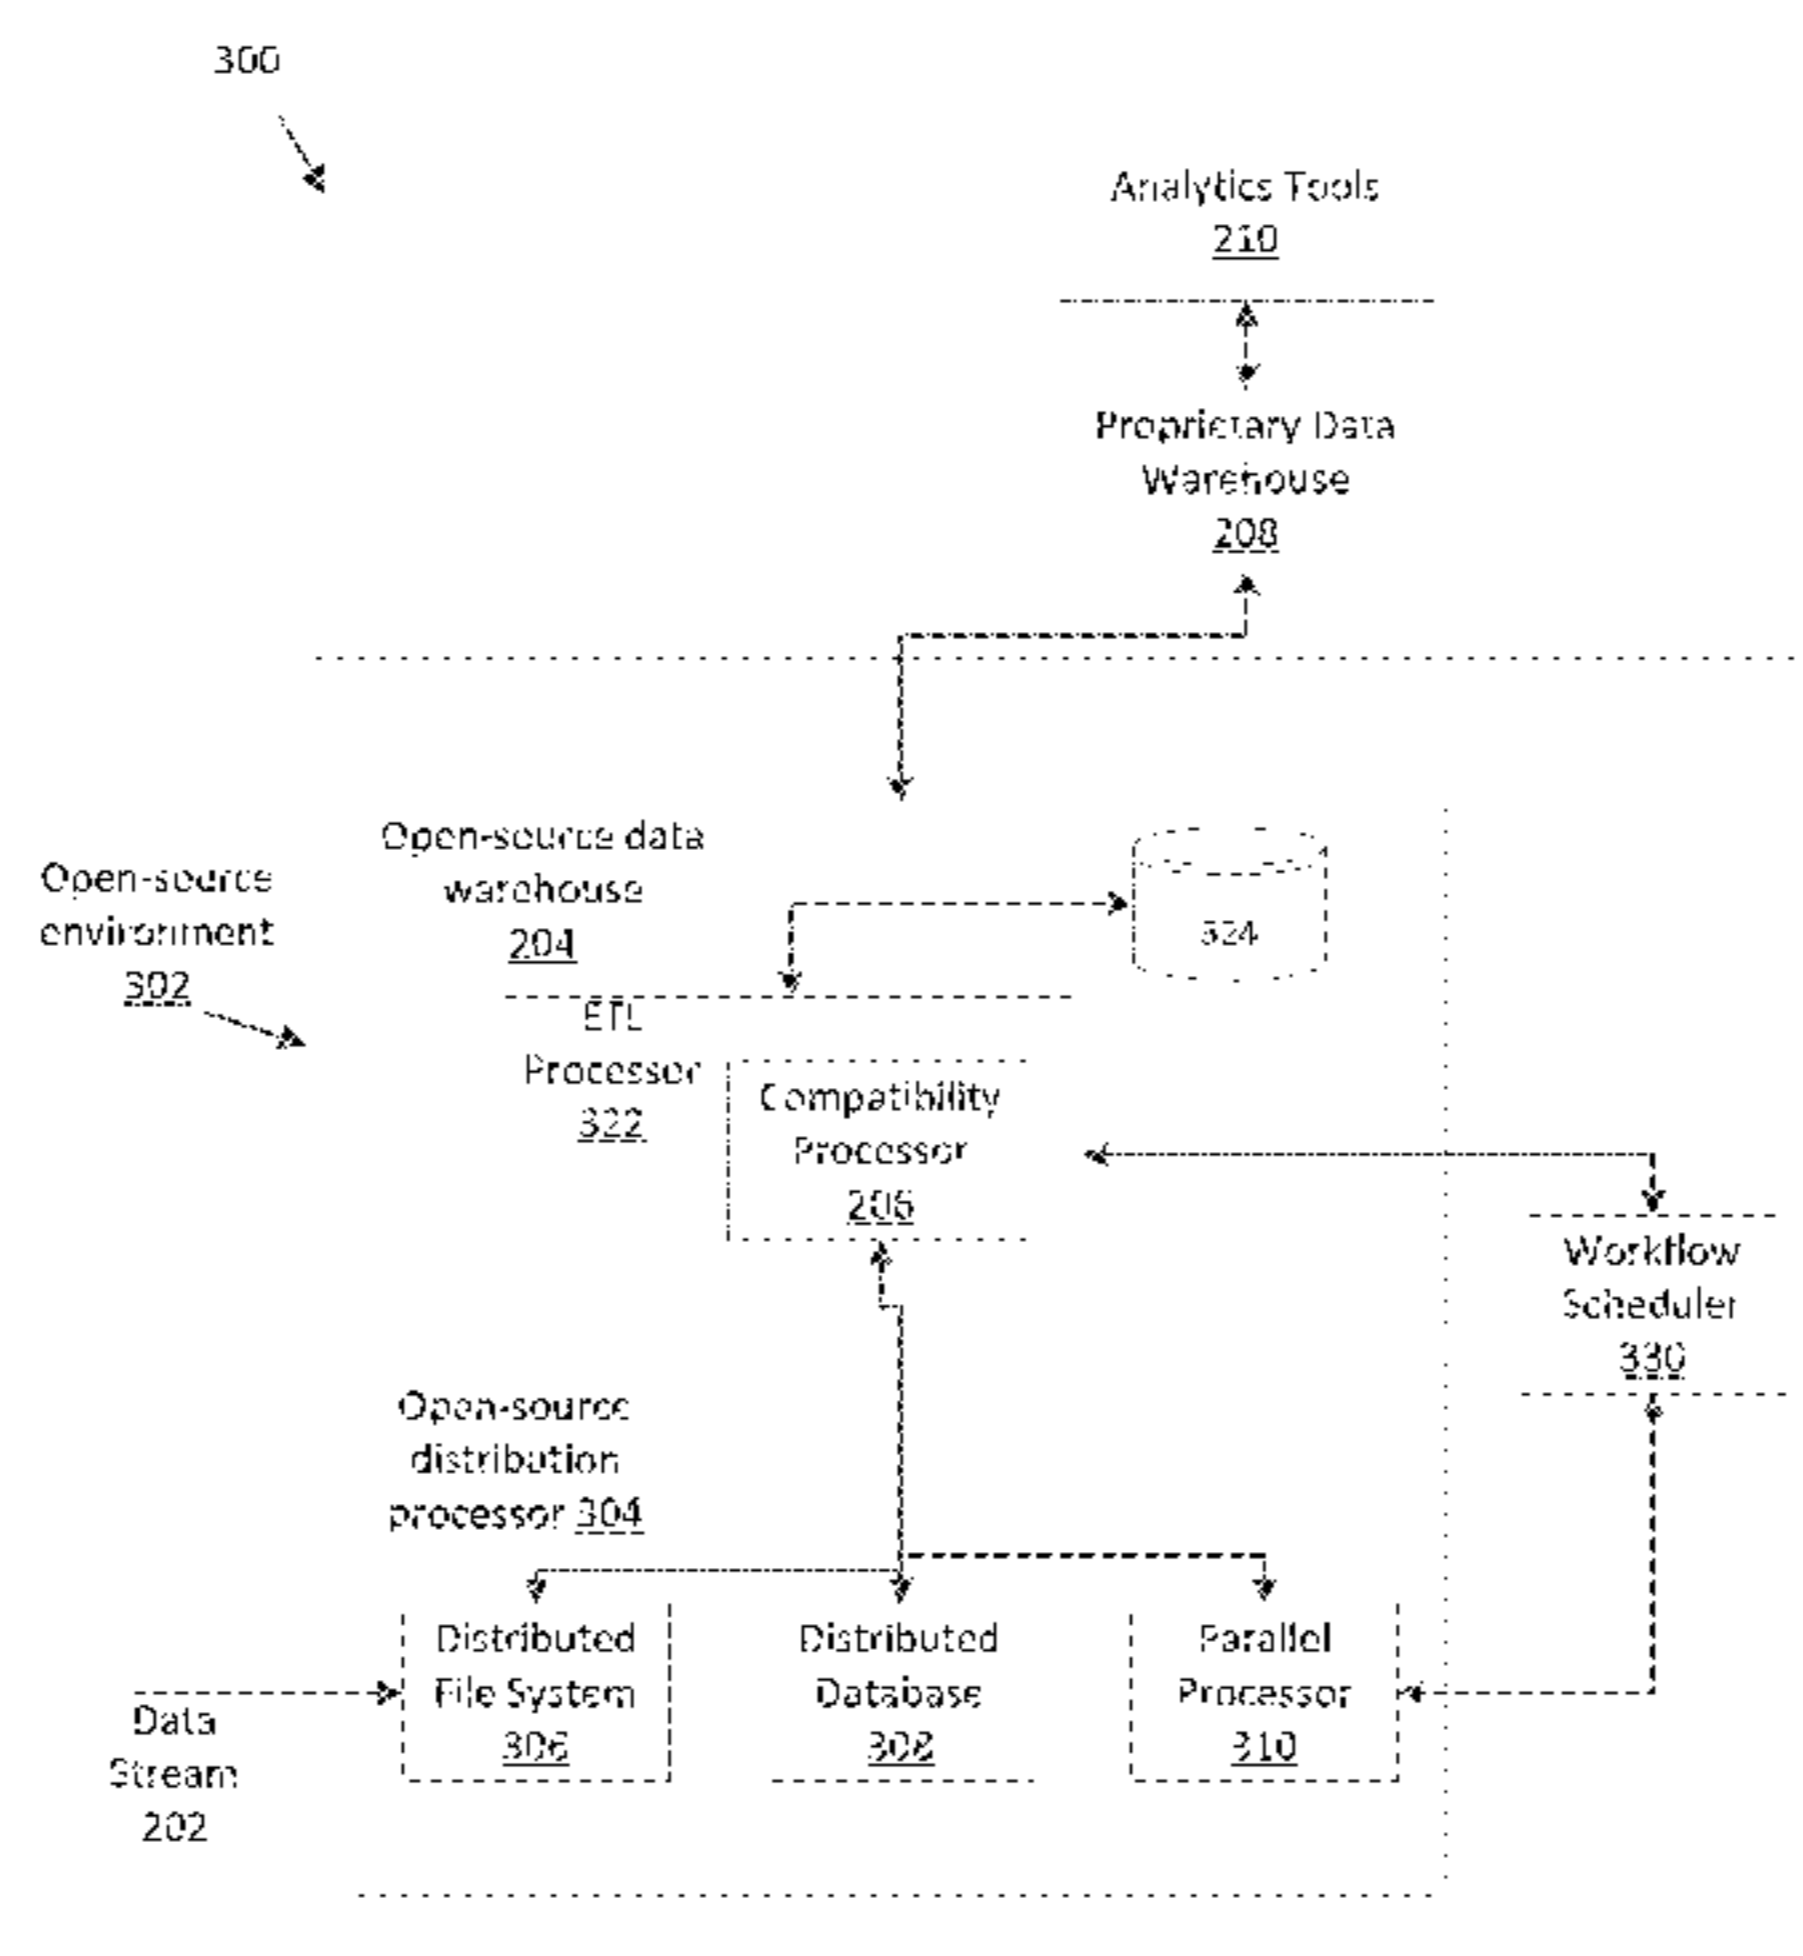 300
Analytics Tools
210
Proprietary Data
Warehouse
208
Open-source data
warehouse
204
324
Open-source
environment
302
ETL
Processor
322
Compatibility
Processor
206
Workflow
Scheduler
330
Open-source
distribution
processor 304
Distributed
File System
306
Distributed
Database
308
Parallel
Processor
310
Data
Stream
202